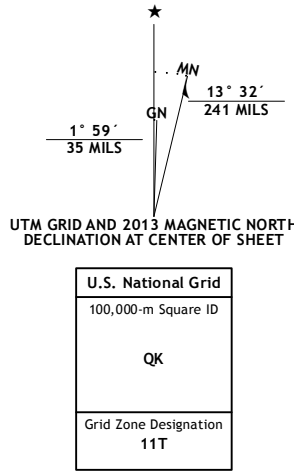 MN
GN
13° 32´
241 MILS
1° 59´
35 MILS
UTM GRID AND 2013 MAGNETIC NORTH
DECLINATION AT CENTER OF SHEET
U.S. National Grid
100,000-m Square ID
QK
Grid Zone Designation
11T